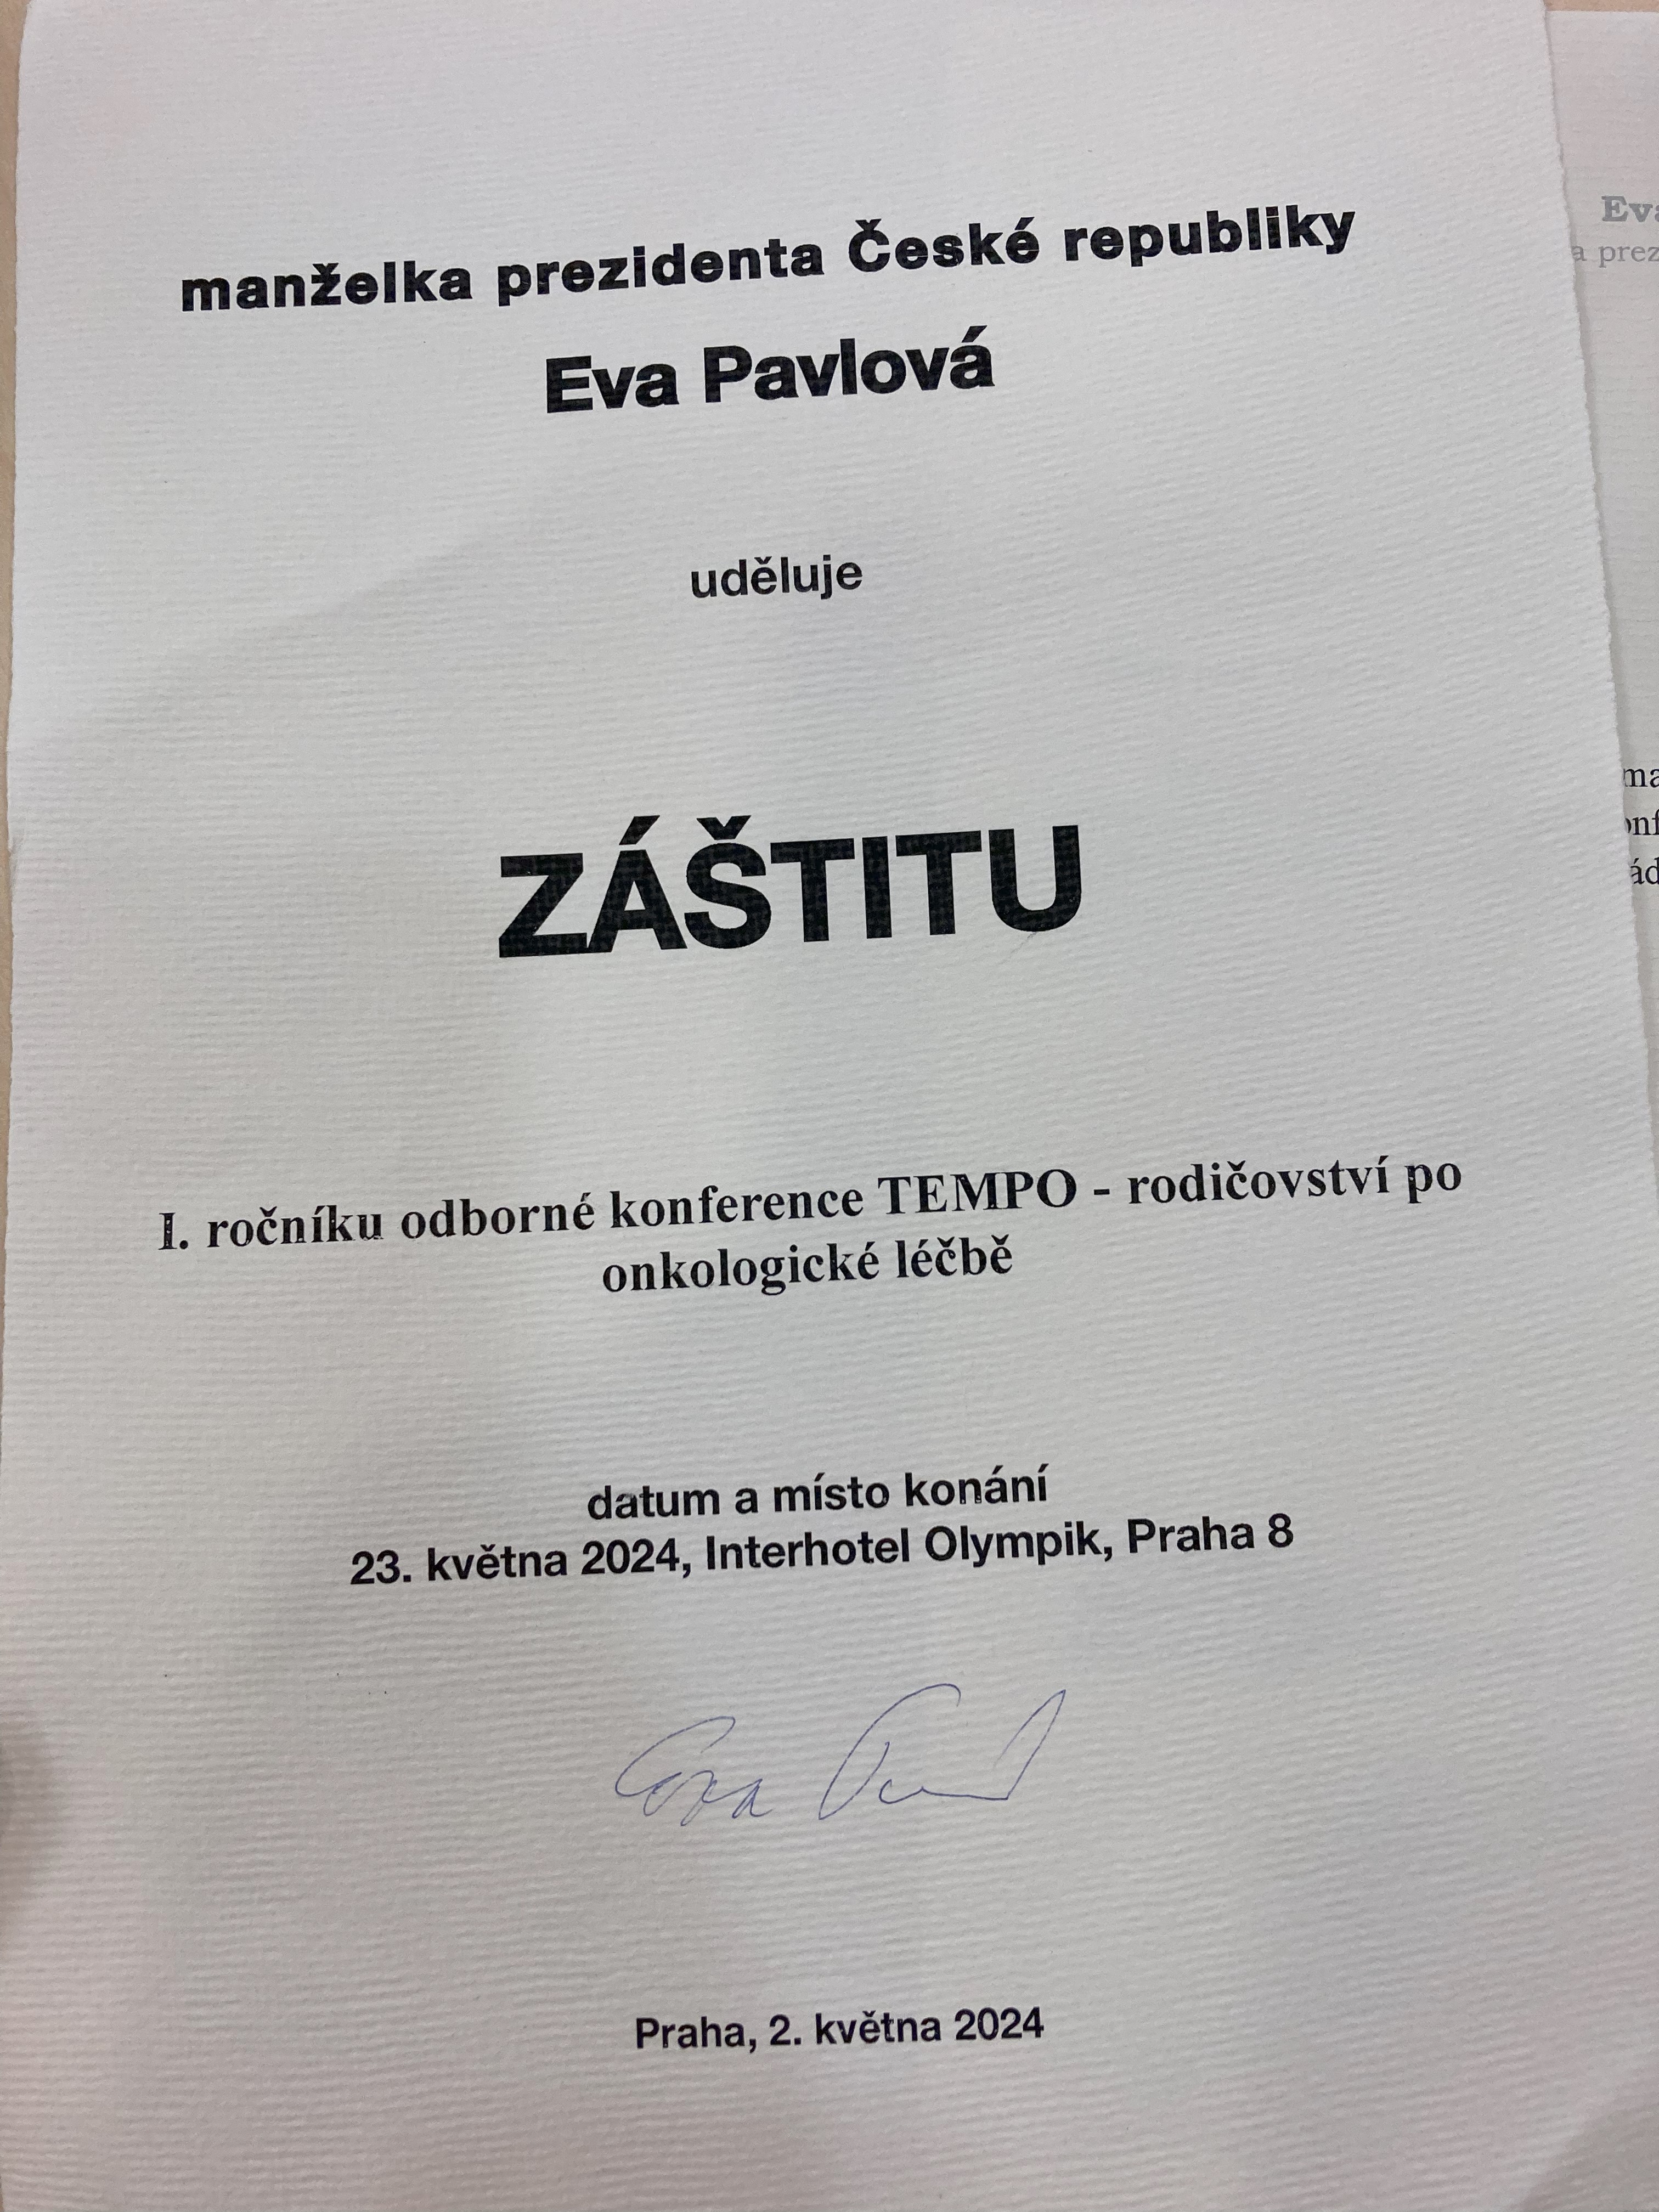 manželka prezidenta České republiky
Eva Pavlová
uděluje
ZÁŠTITU
I. ročníku odborné konference TEMPO - rodičovství po
onkologické léčbě
datum a místo konání
23. května 2024, Interhotel Olympik, Praha 8
Praha, 2. května 2024